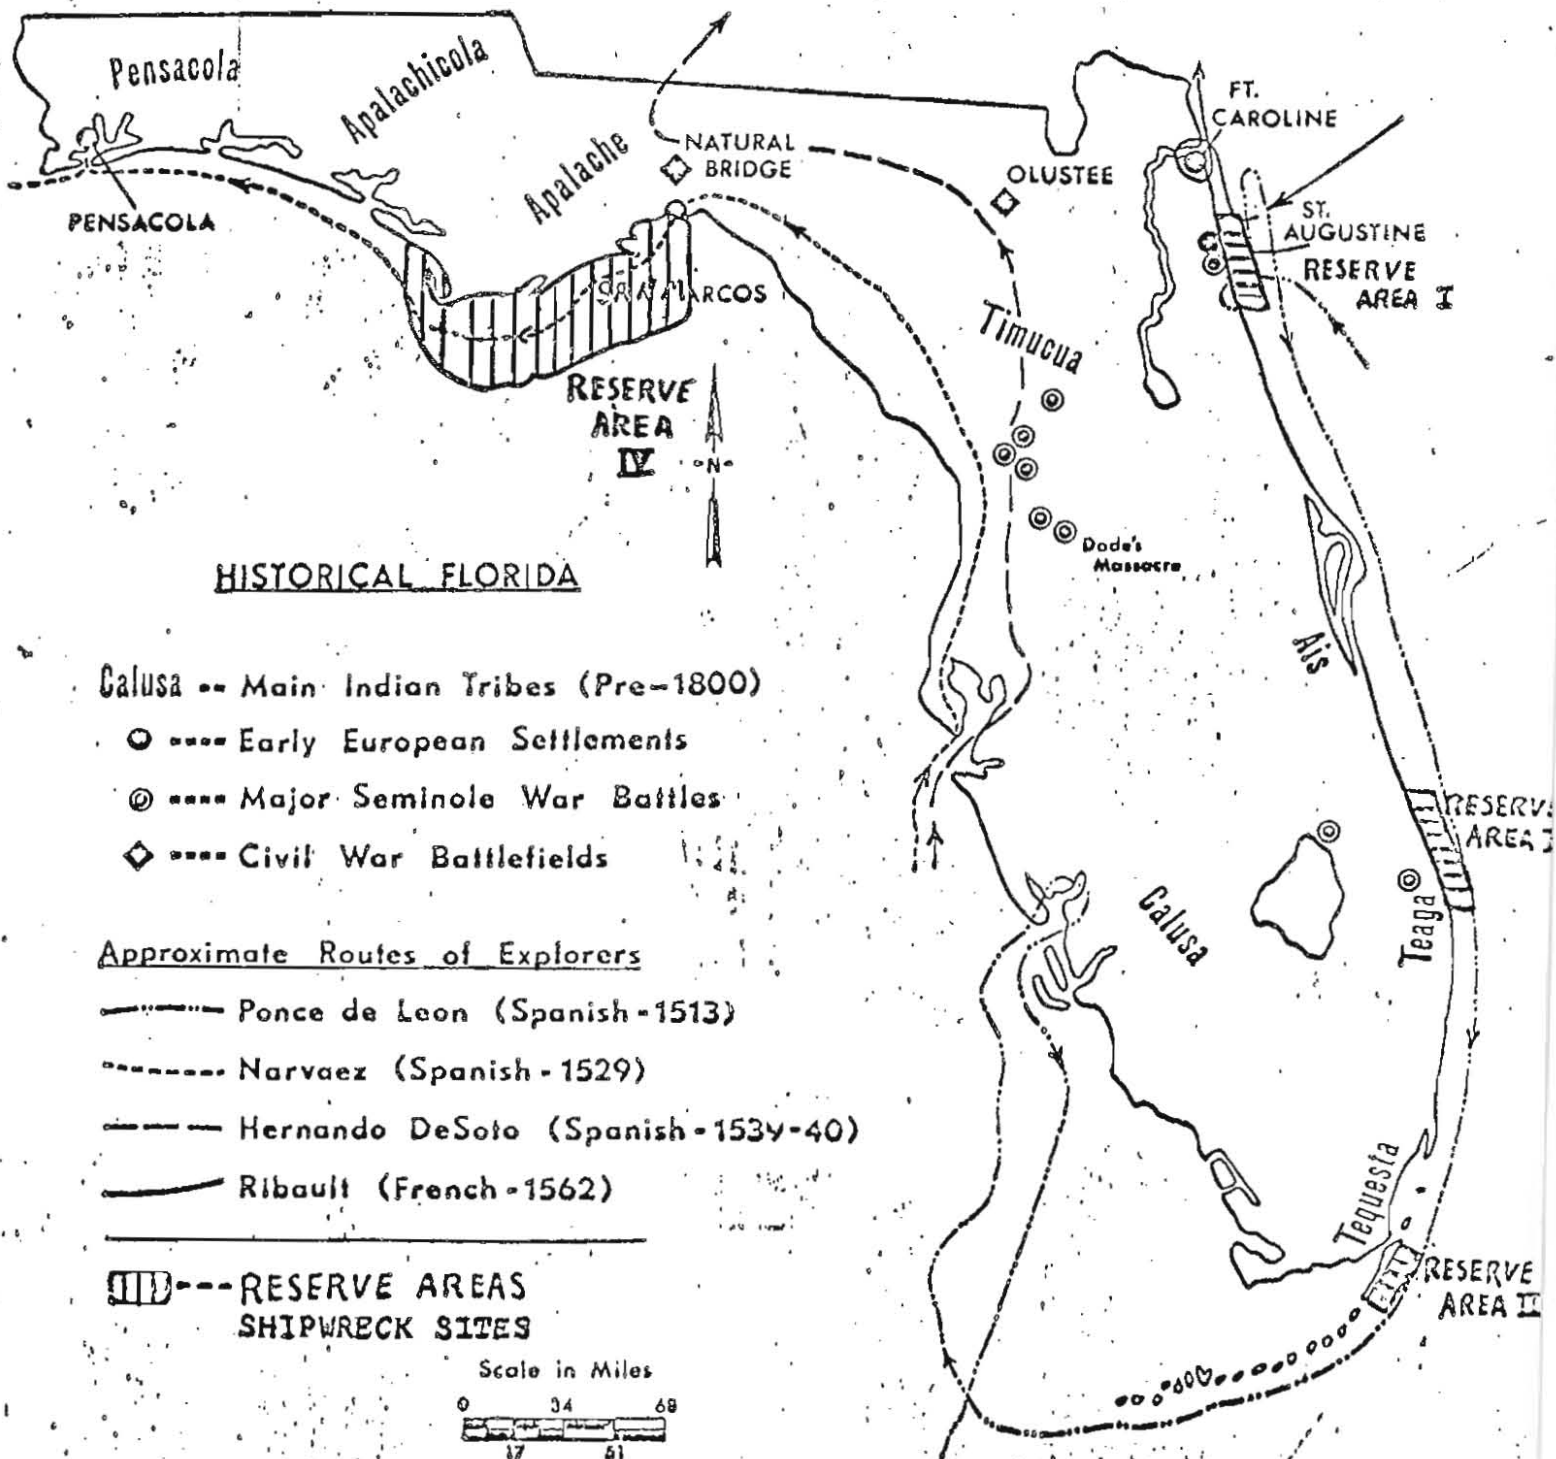 Pensacola
Apalachicola
Apalache
NATURAL
BRIDGE
OLUSTEE
FT.
CAROLINE
ST.
AUGUSTINE
RESERVE
AREA I
PENSACOLA
SAN MARCOS
RESERVE
AREA
IV
N
Timucua
Dade's
Massacre
Ais
HISTORICAL FLORIDA
Calusa -- Main Indian Tribes (Pre-1800)
Early European Settlements
Major Seminole War Battles
Civil War Battlefields
RESERVE
AREA
Teaga
Calusa
Approximate Routes of Explorers
Ponce de Leon (Spanish-1513)
Narvaez (Spanish-1529)
Hernando DeSoto (Spanish-1539-40)
Ribault (French-1562)
Tequesta
RESERVE
AREA II
RESERVE AREAS
SHIPWRECK SITES
Scale in Miles
0 34 68
17 51